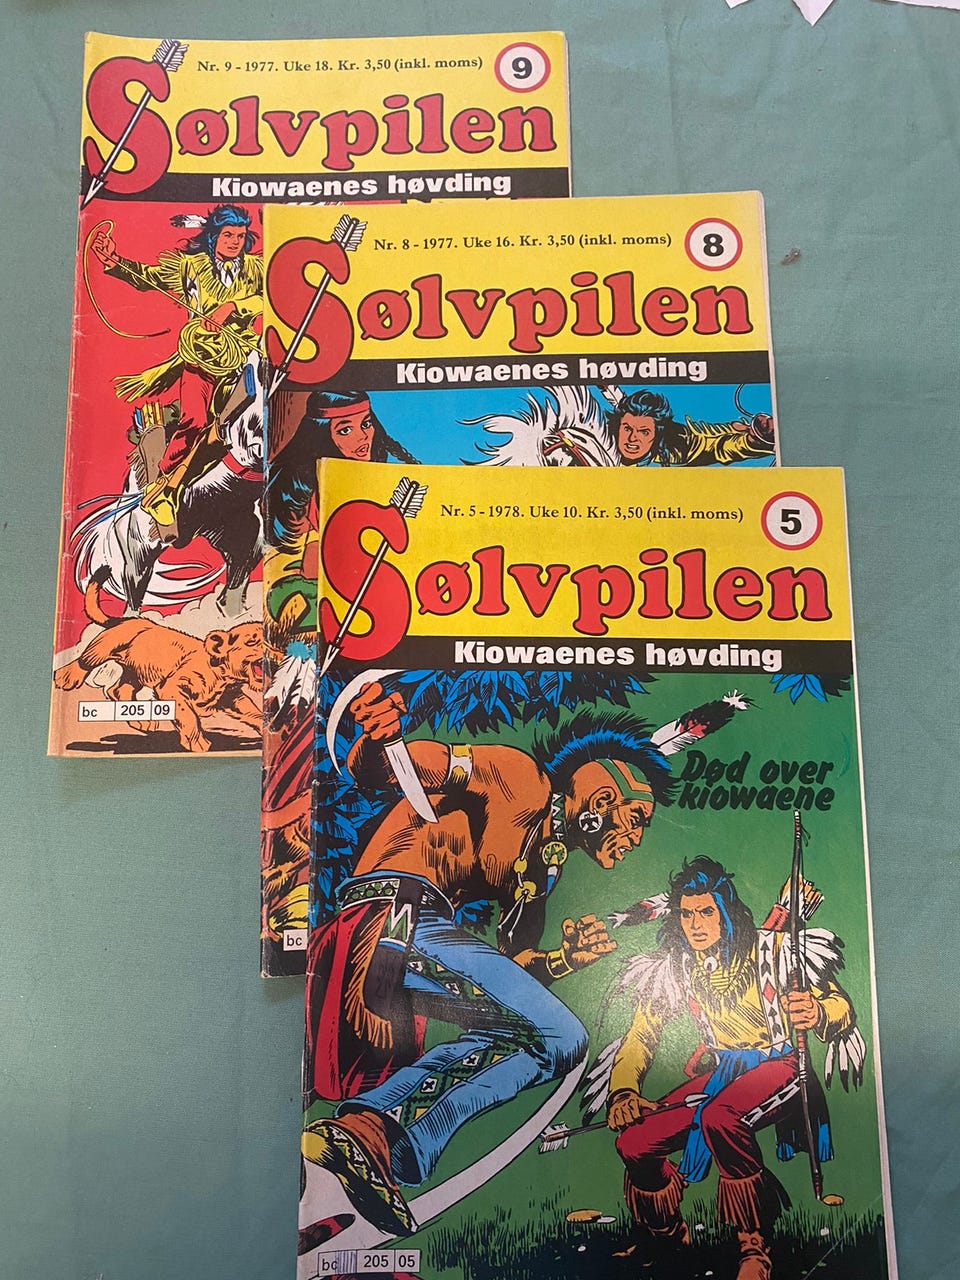 Nr. 9 - 1977. Uke 18. Kr. 3,50 (inkl. moms)
9
Sølvpilen
Kiowaenes høvding
bc 205 09
Nr. 8 - 1977. Uke 16. Kr. 3,50 (inkl. moms)
8
Sølvpilen
Kiowaenes høvding
bc
Nr. 5 - 1978. Uke 10. Kr. 3,50 (inkl. moms)
5
Sølvpilen
Kiowaenes høvding
Død over
kiowaene
bc 205 05